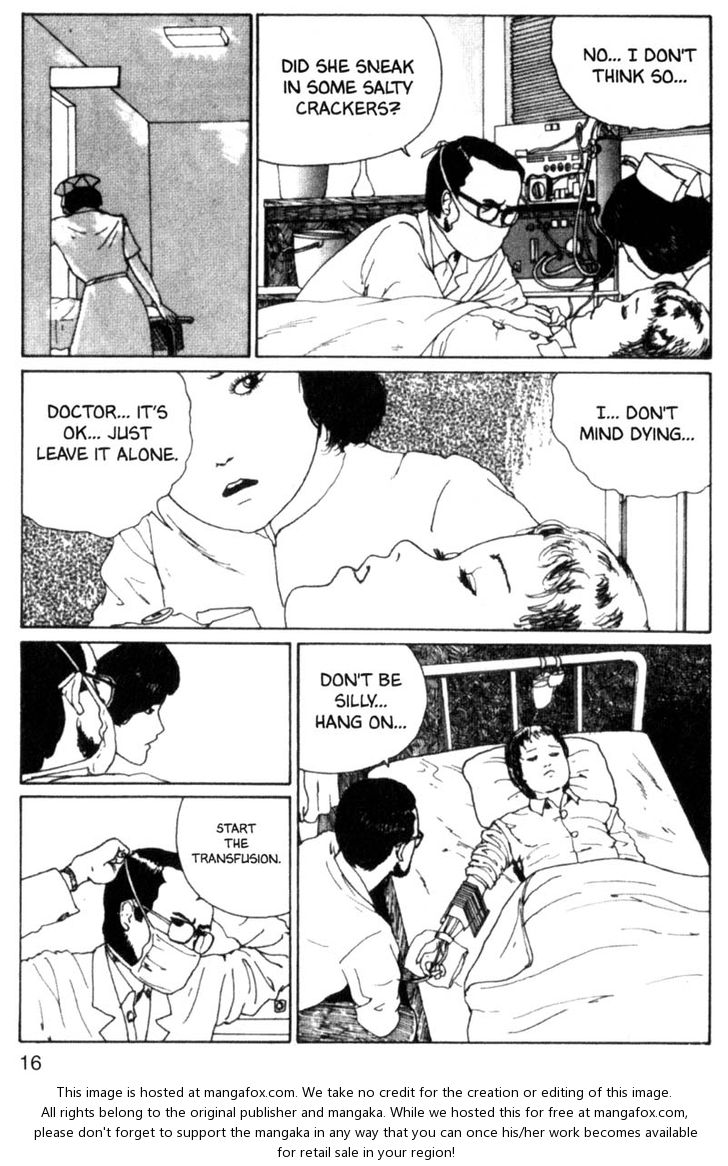 DID SHE SNEAK
IN SOME SALTY
CRACKERS?
NO... I DON'T
THINK SO...
DOCTOR... IT'S
OK... JUST
LEAVE IT ALONE.
I... DON'T
MIND DYING...
DON'T BE
SILLY...
HANG ON...
START
THE
TRANSFUSION.
16
This image is hosted at mangafox.com. We take no credit for the creation or editing of this image.
All rights belong to the original publisher and mangaka. While we hosted this for free at mangafox.com,
please don't forget to support the mangaka in any way that you can once his/her work becomes available
for retail sale in your region!